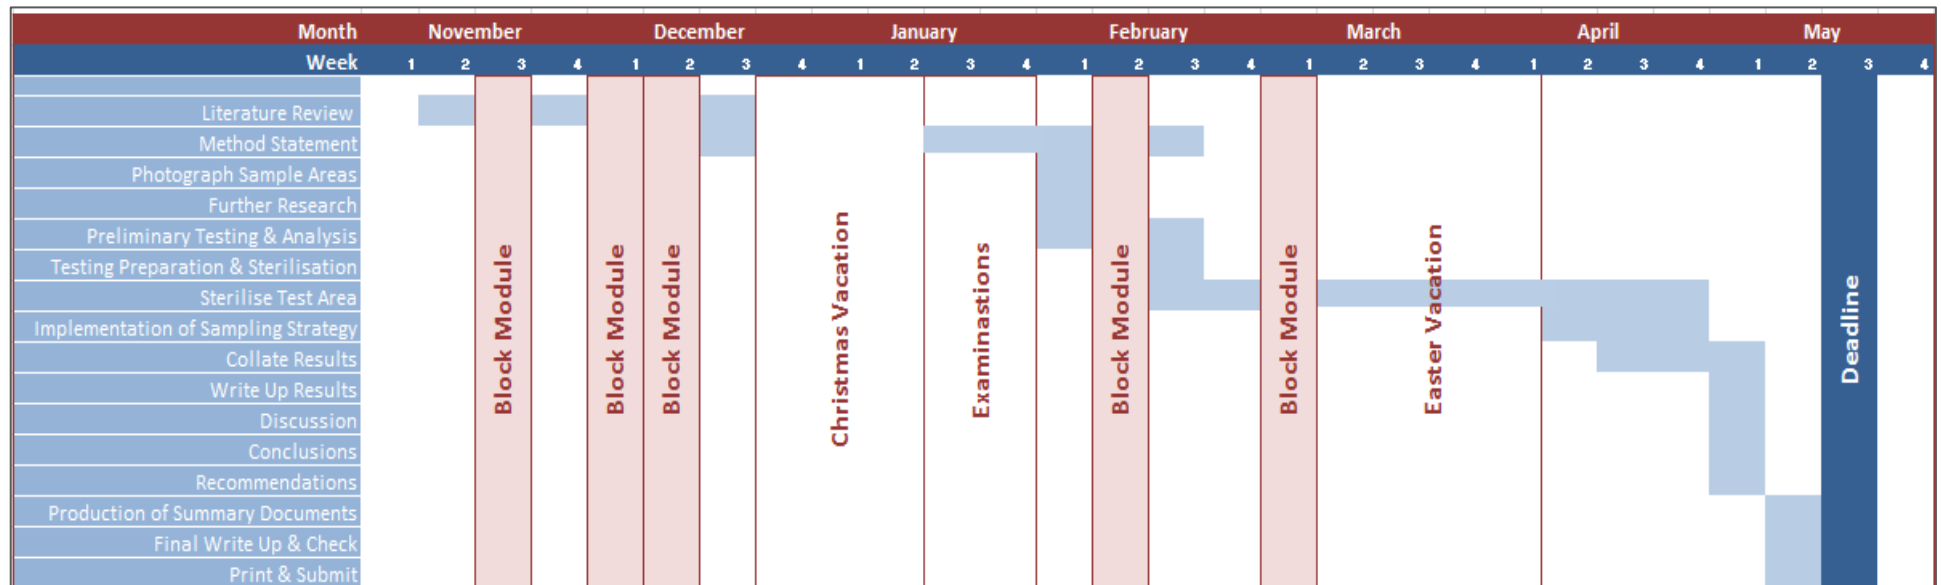 Month November December January February March April May
Week 1 2 3 4 1 2 3 4 1 2 3 4 1 2 3 4 1 2 3 4 1 2 3 4 1 2 3 4
Literature Review
Method Statement
Photograph Sample Areas
Further Research
Preliminary Testing & Analysis
Testing Preparation & Sterilisation
Sterilise Test Area
Implementation of Sampling Strategy
Collate Results
Write Up Results
Discussion
Conclusions
Recommendations
Production of Summary Documents
Final Write Up & Check
Print & Submit
Block Module
Block Module
Block Module
Christmas Vacation
Examinastions
Block Module
Block Module
Easter Vacation
Deadline